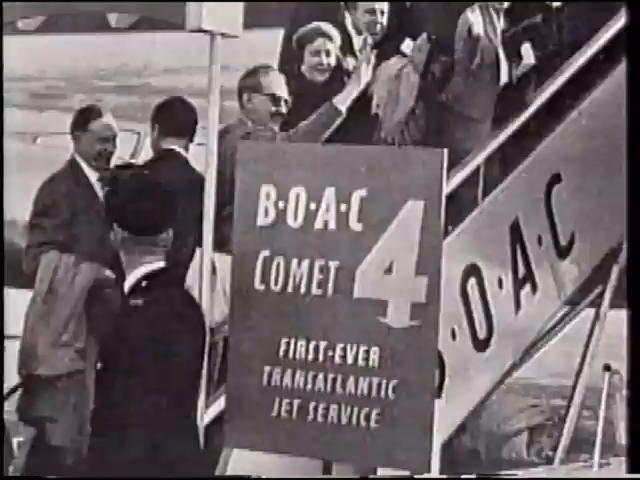 B·O·A·C
COMET 4
FIRST-EVER
TRANSATLANTIC
JET SERVICE
B·O·A·C